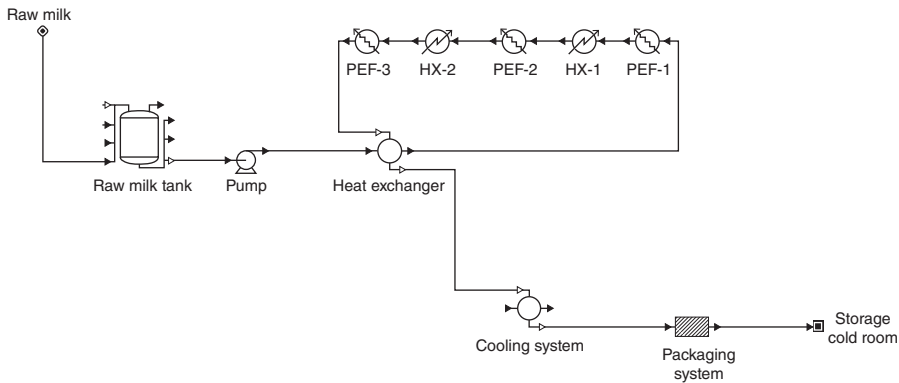 Raw milk
PEF-3
HX-2
PEF-2
HX-1
PEF-1
Raw milk tank
Pump
Heat exchanger
Cooling system
Packaging
system
Storage
cold room